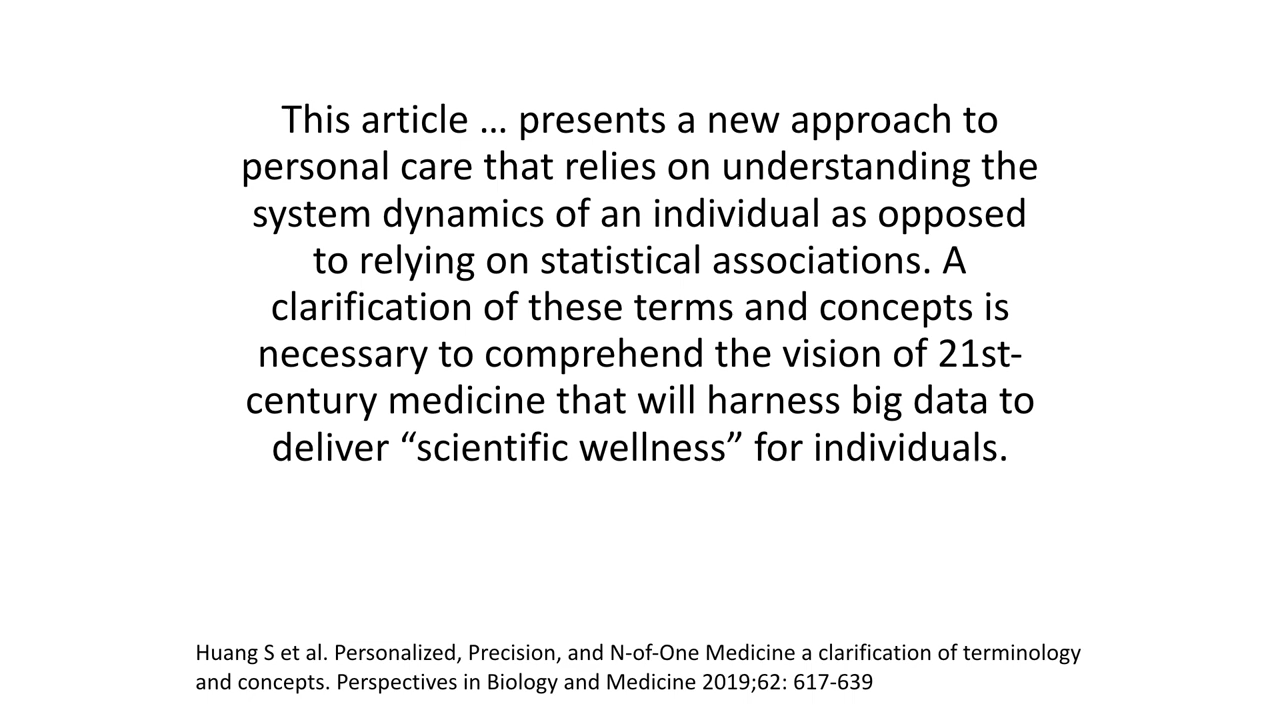 This article … presents a new approach to
personal care that relies on understanding the
system dynamics of an individual as opposed
to relying on statistical associations. A
clarification of these terms and concepts is
necessary to comprehend the vision of 21st-
century medicine that will harness big data to
deliver “scientific wellness” for individuals.
Huang S et al. Personalized, Precision, and N-of-One Medicine a clarification of terminology
and concepts. Perspectives in Biology and Medicine 2019;62: 617-639